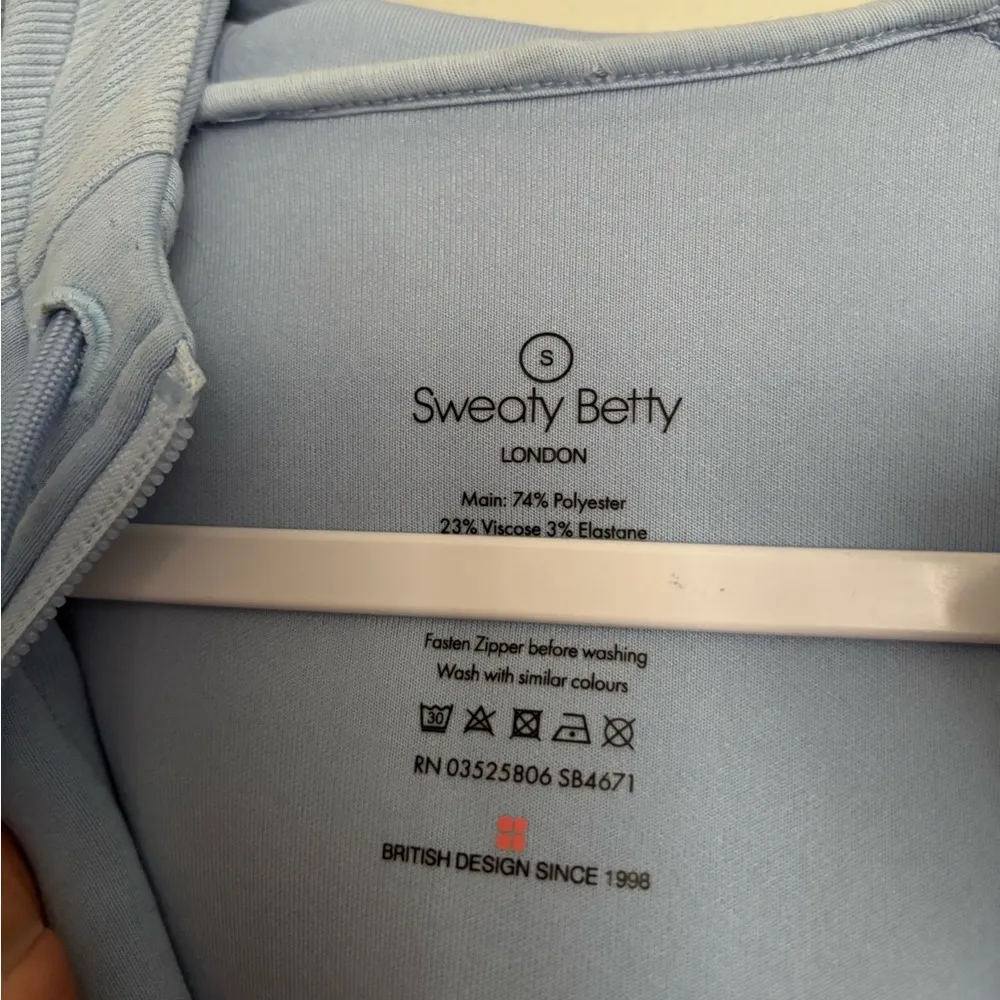 S
Sweaty Betty
LONDON
Main: 74% Polyester
23% Viscose 3% Elastane
Fasten Zipper before washing
Wash with similar colours
30
RN 03525806 SB4671
BRITISH DESIGN SINCE 1998